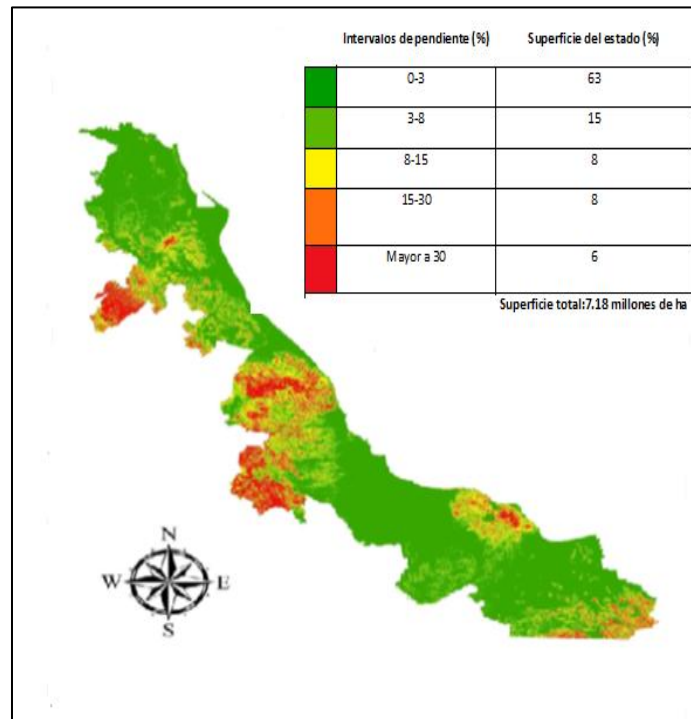 Intervalos de pendiente (%) Superficie del estado (%)
0-3 63
3-8 15
8-15 8
15-30 8
Mayor a 30 6
Superficie total:7.18 millones de ha
N
W E
S